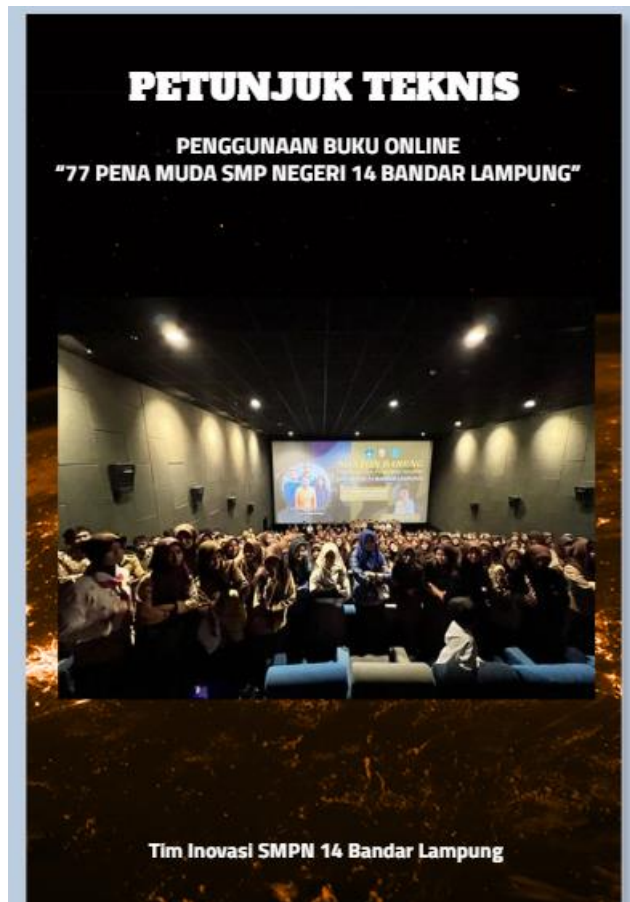 PETUNJUK TEKNIS
PENGGUNAAN BUKU ONLINE
“77 PENA MUDA SMP NEGERI 14 BANDAR LAMPUNG”
Tim Inovasi SMPN 14 Bandar Lampung